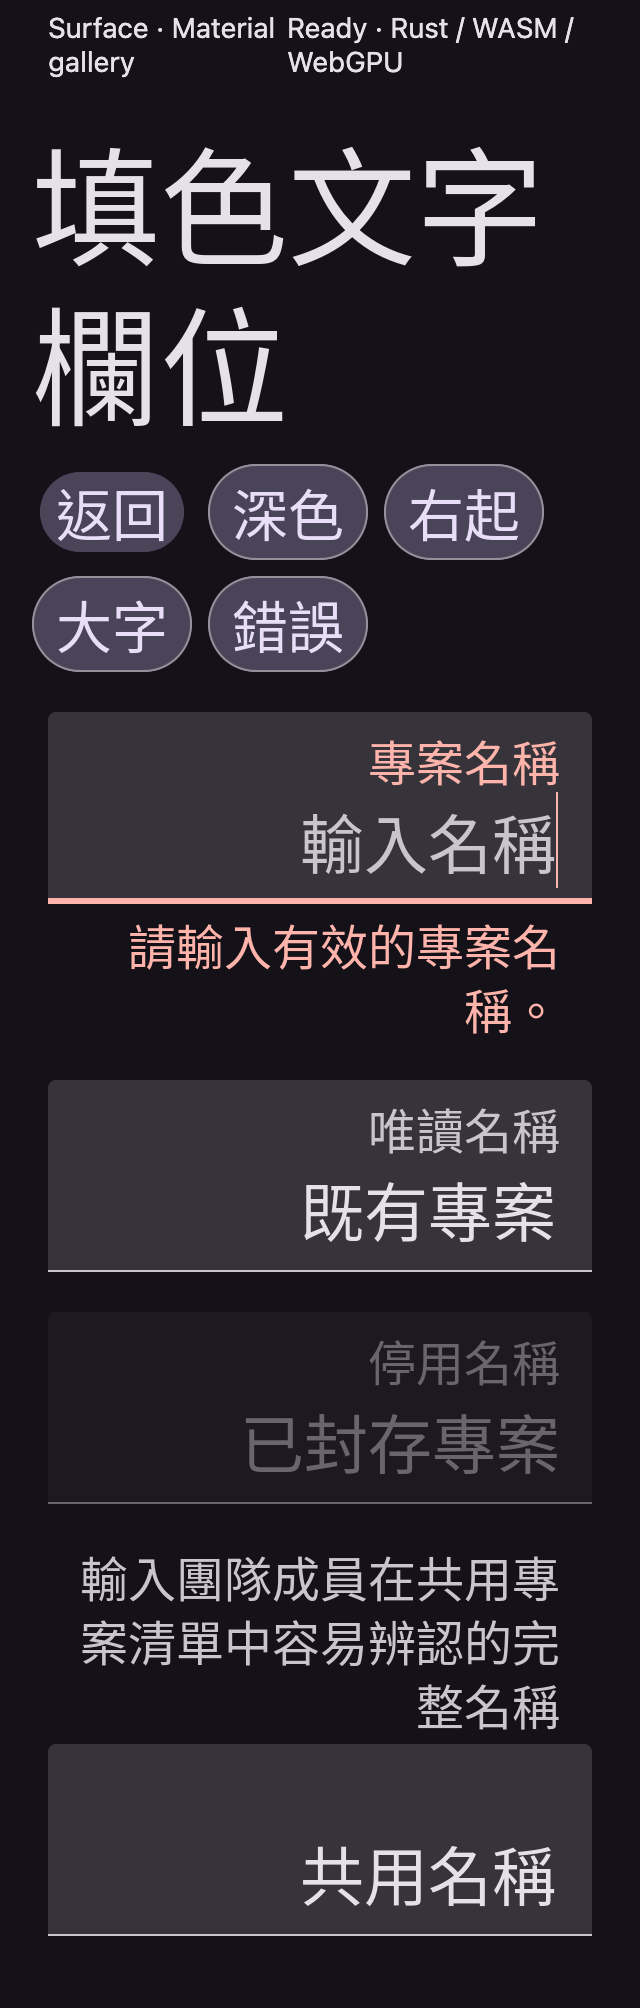 Surface · Material gallery
Ready · Rust / WASM / WebGPU
填色文字
欄位
返回
深色
右起
大字
錯誤
專案名稱
輸入名稱
請輸入有效的專案名
稱。
唯讀名稱
既有專案
停用名稱
已封存專案
輸入團隊成員在共用專
案清單中容易辨認的完
整名稱
共用名稱